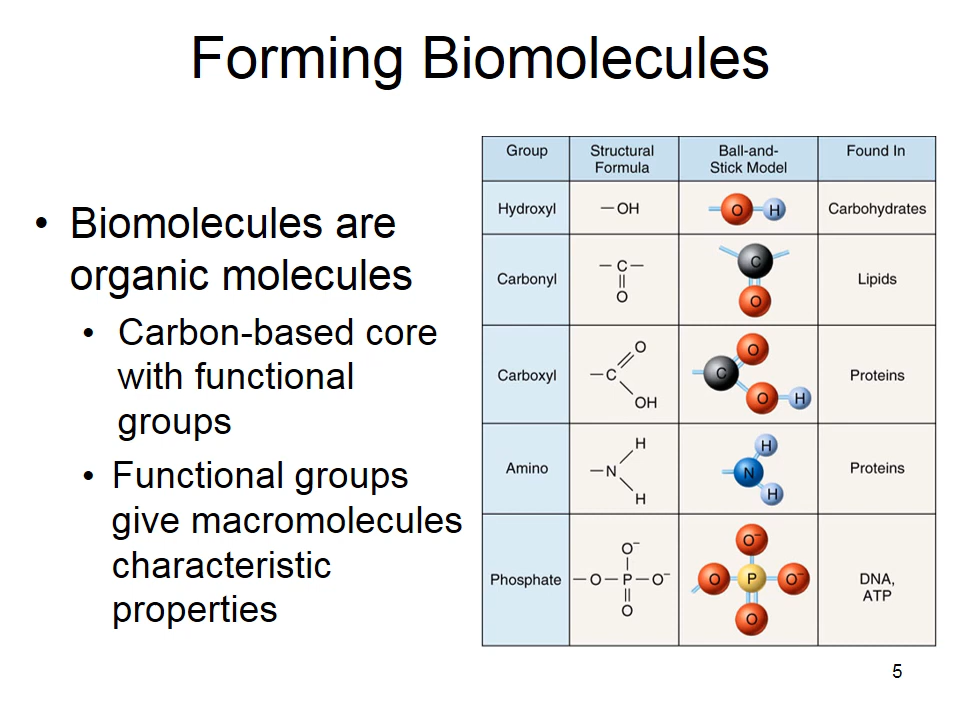 Forming Biomolecules
• Biomolecules are
organic molecules
• Carbon-based core
with functional
groups
• Functional groups
give macromolecules
characteristic
properties
Group Structural Formula Ball-and-Stick Model Found In
Hydroxyl —OH O H Carbohydrates
Carbonyl — C — O C O Lipids
Carboxyl — C O OH C O O H Proteins
Amino — N H H N H H Proteins
Phosphate — O — P — O⁻ O⁻ O O⁻ O P O⁻ O DNA, ATP
5